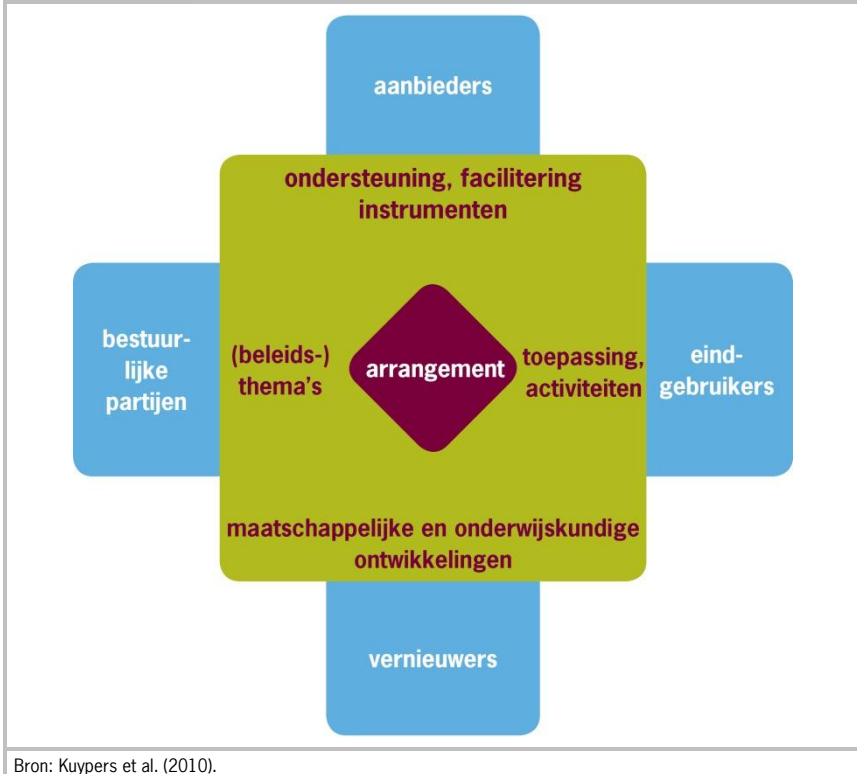 aanbieders
ondersteuning, facilitering
instrumenten
bestuur-
lijke
partijen
(beleids-)
thema's
arrangement
toepassing,
activiteiten
eind-
gebruikers
maatschappelijke en onderwijskundige
ontwikkelingen
vernieuwers
Bron: Kuypers et al. (2010).